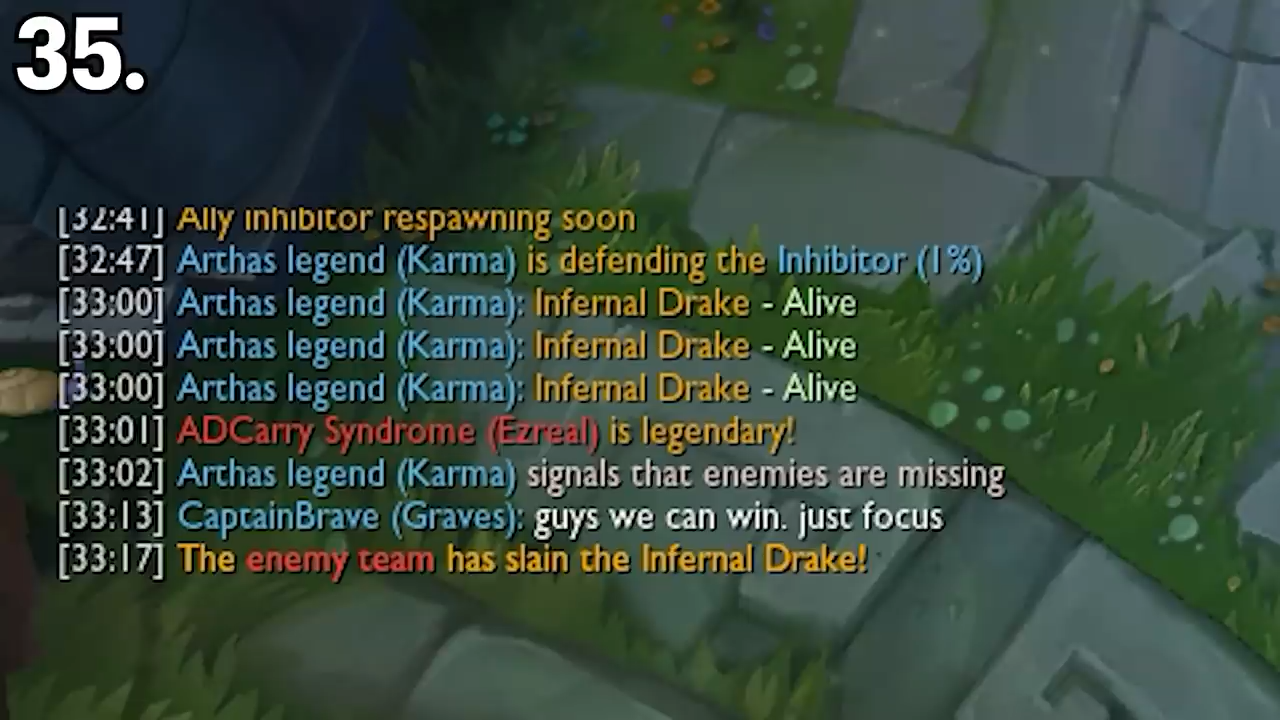 35.
[32:41] Ally inhibitor respawning soon
[32:47] Arthas legend (Karma) is defending the Inhibitor (1%)
[33:00] Arthas legend (Karma): Infernal Drake - Alive
[33:00] Arthas legend (Karma): Infernal Drake - Alive
[33:00] Arthas legend (Karma): Infernal Drake - Alive
[33:01] ADCarry Syndrome (Ezreal) is legendary!
[33:02] Arthas legend (Karma) signals that enemies are missing
[33:13] CaptainBrave (Graves): guys we can win. just focus
[33:17] The enemy team has slain the Infernal Drake!